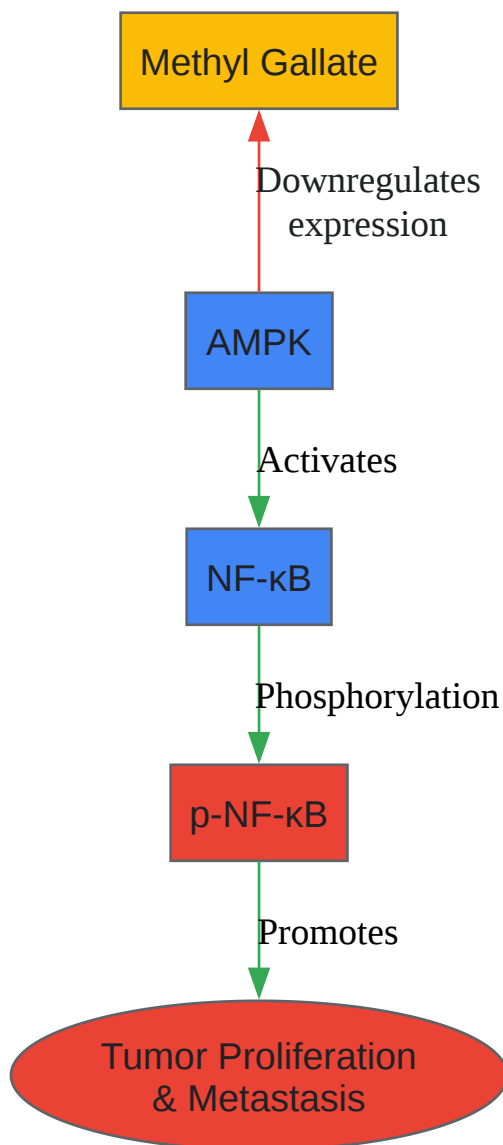 Methyl Gallate
Downregulates
expression
AMPK
Activates
NF-κB
Phosphorylation
p-NF-κB
Promotes
Tumor Proliferation
& Metastasis